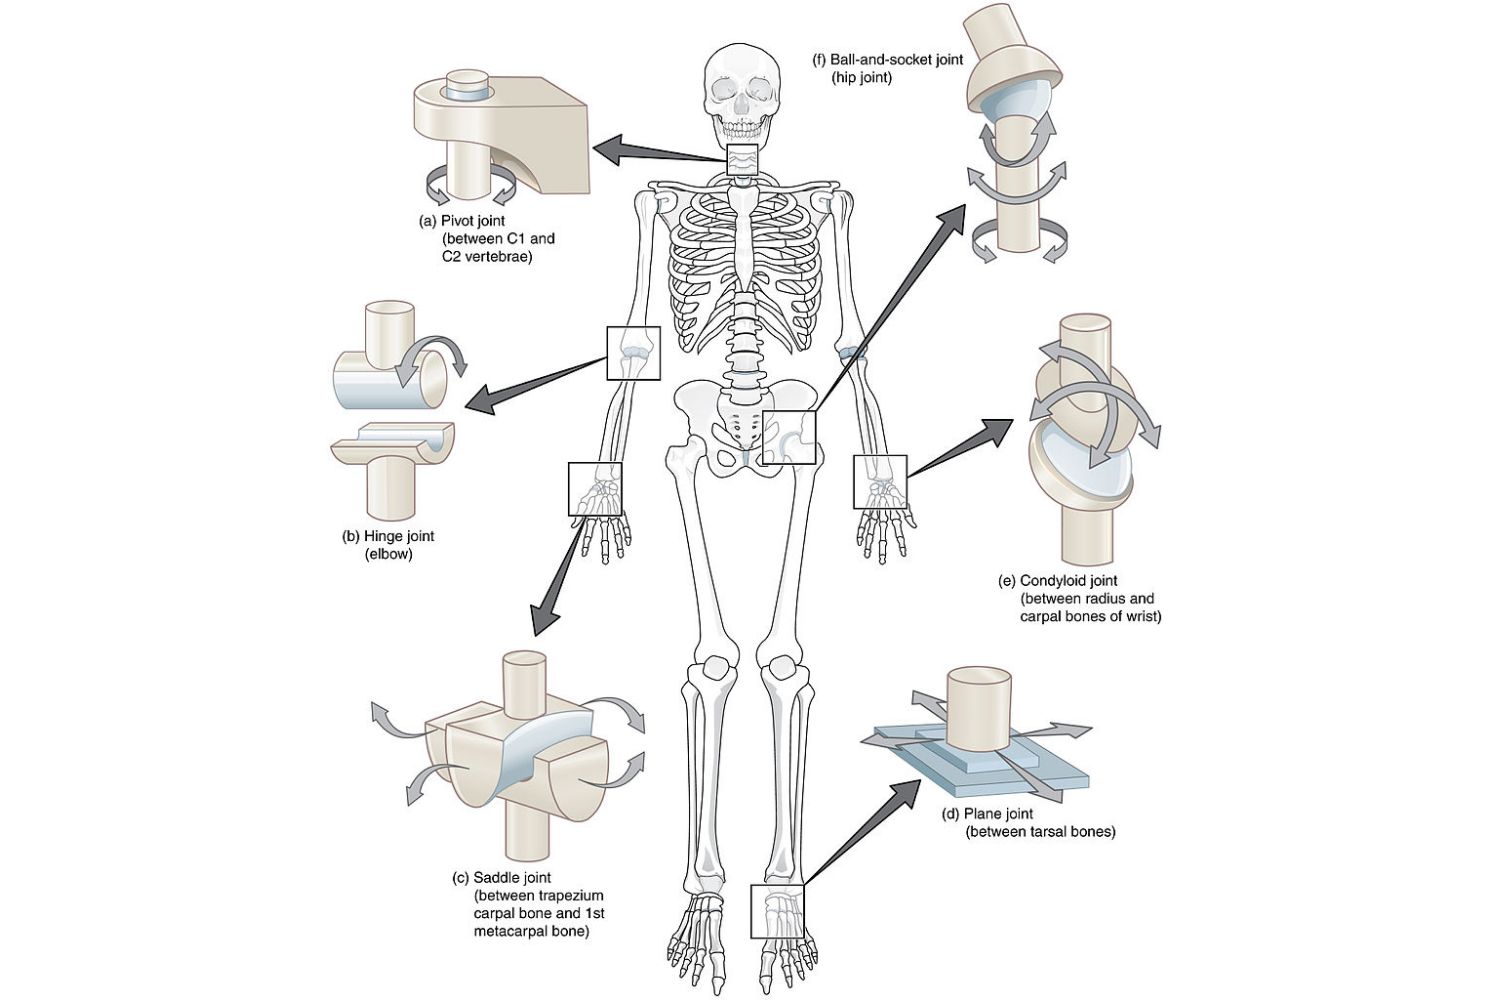 (a) Pivot joint
(between C1 and
C2 vertebrae)
(b) Hinge joint
(elbow)
(c) Saddle joint
(between trapezium
carpal bone and 1st
metacarpal bone)
(f) Ball-and-socket joint
(hip joint)
(e) Condyloid joint
(between radius and
carpal bones of wrist)
(d) Plane joint
(between tarsal bones)